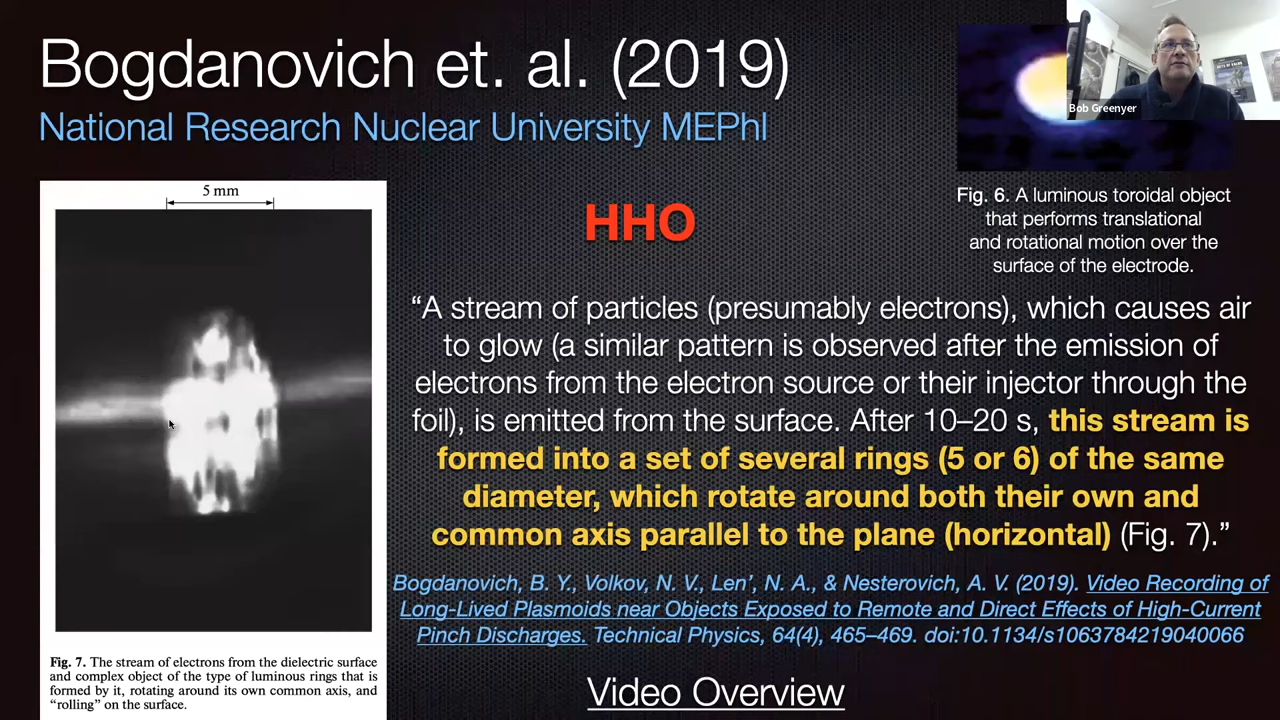 Bogdanovich et. al. (2019)
National Research Nuclear University MEPhI
Bob Greenyer
5 mm
HHO
Fig. 6. A luminous toroidal object
that performs translational
and rotational motion over the
surface of the electrode.
“A stream of particles (presumably electrons), which causes air
to glow (a similar pattern is observed after the emission of
electrons from the electron source or their injector through the
foil), is emitted from the surface. After 10–20 s, this stream is
formed into a set of several rings (5 or 6) of the same
diameter, which rotate around both their own and
common axis parallel to the plane (horizontal) (Fig. 7).”
Bogdanovich, B. Y., Volkov, N. V., Len’, N. A., & Nesterovich, A. V. (2019). Video Recording of
Long-Lived Plasmoids near Objects Exposed to Remote and Direct Effects of High-Current
Pinch Discharges. Technical Physics, 64(4), 465–469. doi:10.1134/s1063784219040066
Fig. 7. The stream of electrons from the dielectric surface
and complex object of the type of luminous rings that is
formed by it, rotating around its own common axis, and
“rolling” on the surface.
Video Overview